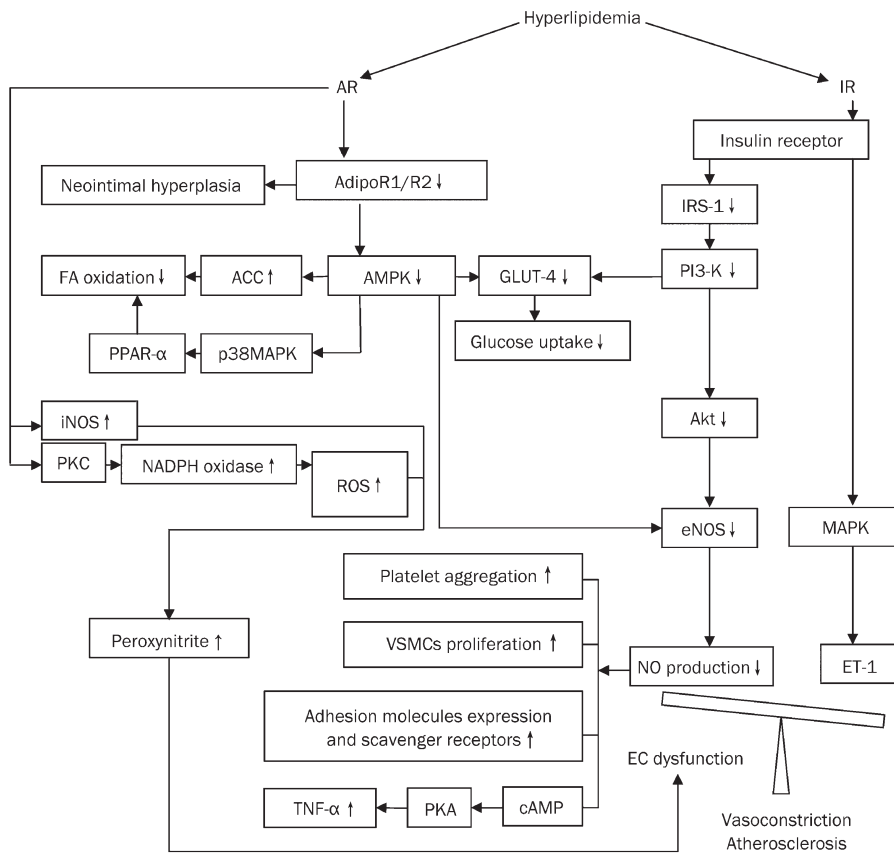 Hyperlipidemia
AR
IR
Insulin receptor
Neointimal hyperplasia
AdipoR1/R2 ↓
IRS-1 ↓
FA oxidation ↓
ACC ↑
AMPK ↓
GLUT-4 ↓
PI3-K ↓
PPAR-α
p38MAPK
Glucose uptake ↓
iNOS ↑
Akt ↓
PKC
NADPH oxidase ↑
ROS ↑
eNOS ↓
MAPK
Platelet aggregation ↑
Peroxynitrite ↑
VSMCs proliferation ↑
NO production ↓
ET-1
Adhesion molecules expression
and scavenger receptors ↑
EC dysfunction
TNF-α ↑
PKA
cAMP
Vasoconstriction
Atherosclerosis